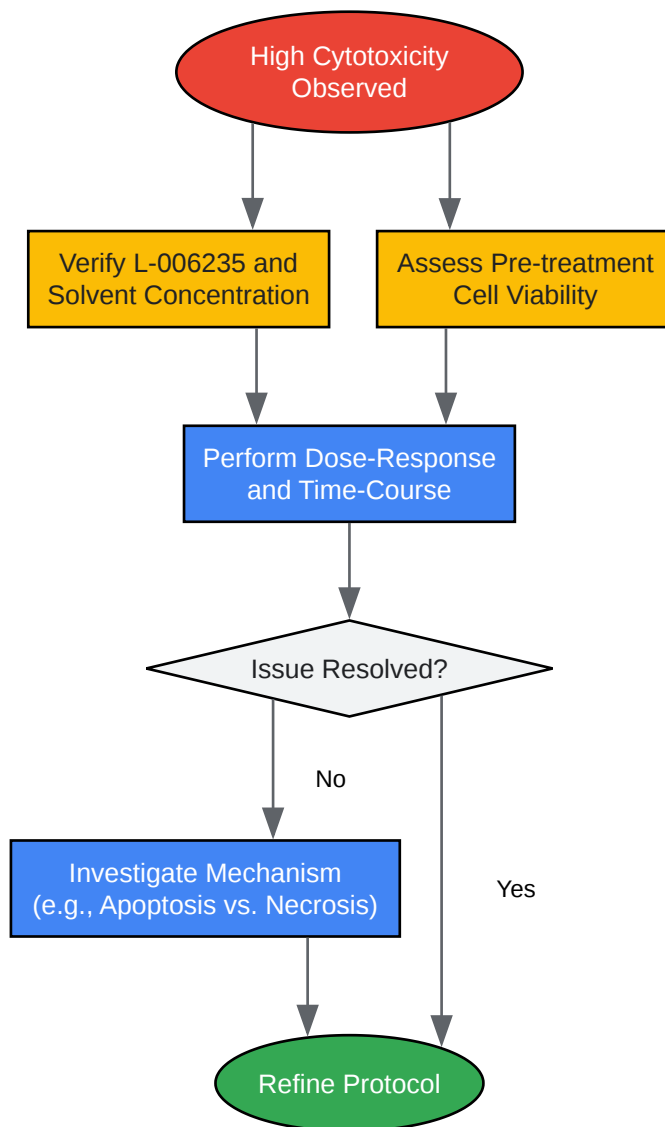 High Cytotoxicity
Observed
Verify L-006235 and
Solvent Concentration
Assess Pre-treatment
Cell Viability
Perform Dose-Response
and Time-Course
Issue Resolved?
No
Investigate Mechanism
(e.g., Apoptosis vs. Necrosis)
Yes
Refine Protocol